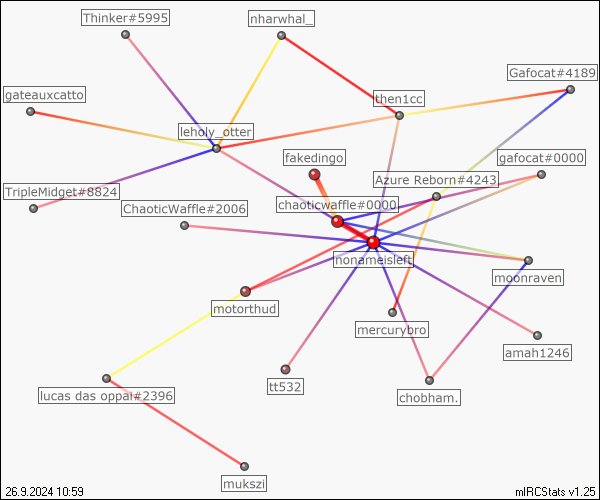 Thinker#5995
nharwhal_
Gafocat#4189
gateauxcatto
then1cc
leholy_otter
fakedingo
gafocat#0000
Azure Reborn#4243
TripleMidget#8824
ChaoticWaffle#2006
chaoticwaffle#0000
nonameisleft
moonraven
motorthud
mercurybro
amah1246
tt532
lucas das oppai#2396
chobham.
mukszi
26.9.2024 10:59
mIRCStats v1.25